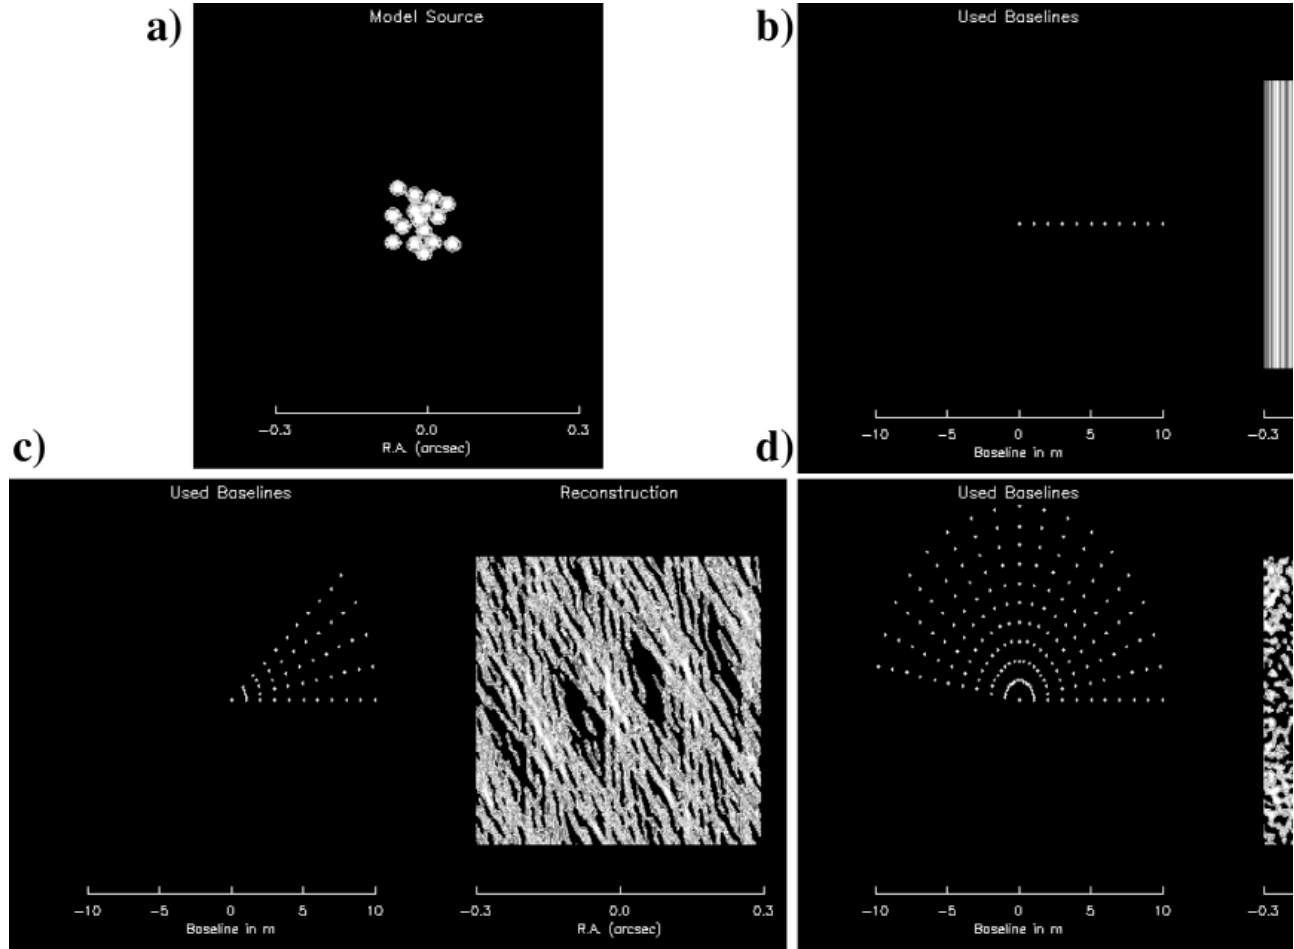 a)
Model Source
-0.3 0.0 0.3
R.A. (arcsec)
b)
Used Baselines
-10 -5 0 5 10 -0.3
Baseline in m
c)
Used Baselines Reconstruction
-10 -5 0 5 10 -0.3 0.0 0.3
Baseline in m R.A. (arcsec)
d)
Used Baselines
-10 -5 0 5 10 -0.3
Baseline in m